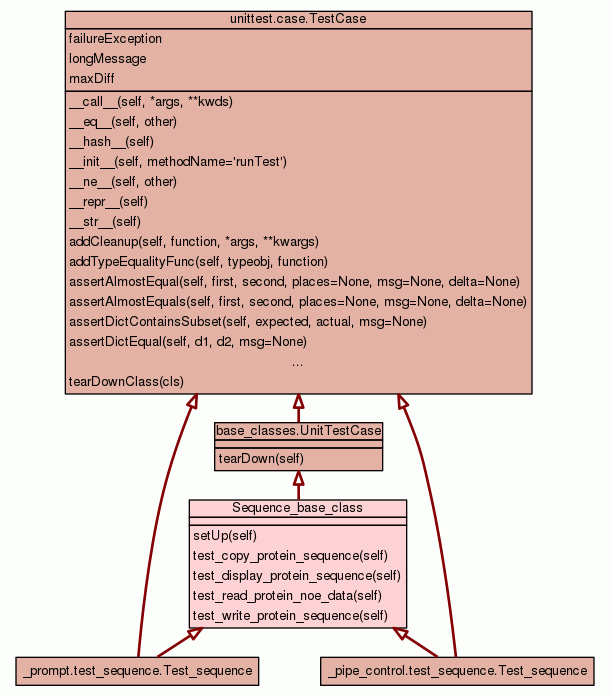 unittest.case.TestCase
failureException
longMessage
maxDiff
__call__(self, *args, **kwds)
__eq__(self, other)
__hash__(self)
__init__(self, methodName='runTest')
__ne__(self, other)
__repr__(self)
__str__(self)
addCleanup(self, function, *args, **kwargs)
addTypeEqualityFunc(self, typeobj, function)
assertAlmostEqual(self, first, second, places=None, msg=None, delta=None)
assertAlmostEquals(self, first, second, places=None, msg=None, delta=None)
assertDictContainsSubset(self, expected, actual, msg=None)
assertDictEqual(self, d1, d2, msg=None)
...
tearDownClass(cls)
base_classes.UnitTestCase
tearDown(self)
Sequence_base_class
setUp(self)
test_copy_protein_sequence(self)
test_display_protein_sequence(self)
test_read_protein_noe_data(self)
test_write_protein_sequence(self)
_prompt.test_sequence.Test_sequence
_pipe_control.test_sequence.Test_sequence